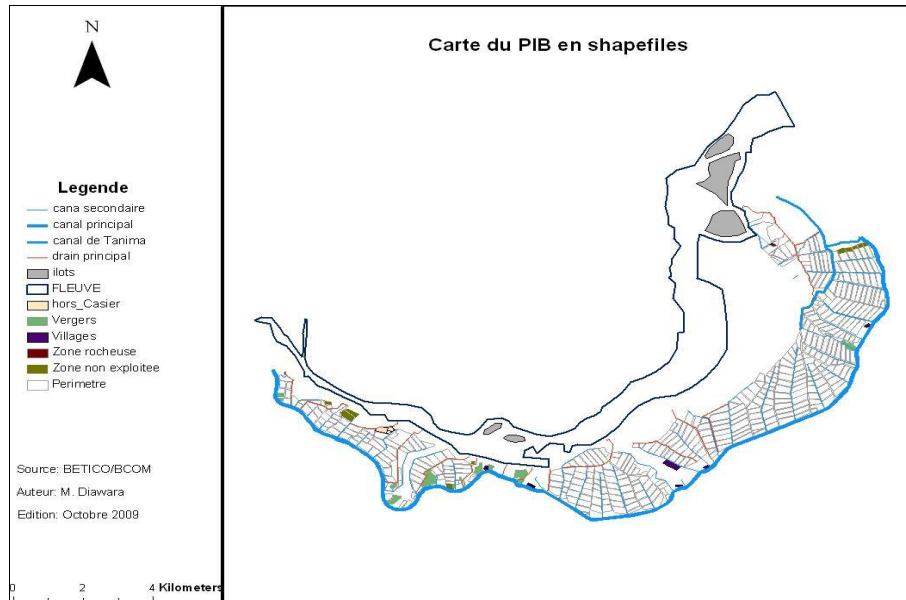 N
Carte du PIB en shapefiles
Legende
cana secondaire
canal principal
canal de Tanima
drain principal
ilots
FLEUVE
hors_Casier
Vergers
Villages
Zone rocheuse
Zone non exploitee
Perimetre
Source: BETICO/BCOM
Auteur: M. Diawara
Edition: Octobre 2009
0 2 4 Kilometers